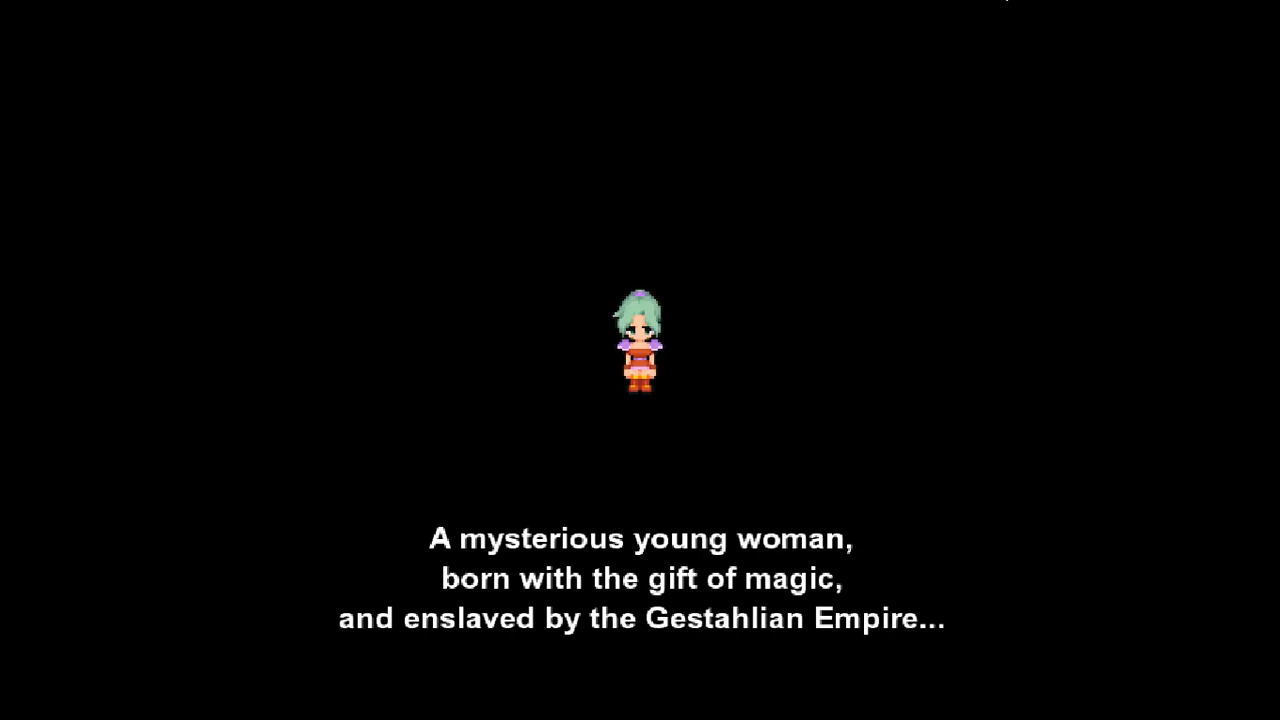 A mysterious young woman,
born with the gift of magic,
and enslaved by the Gestahlian Empire...